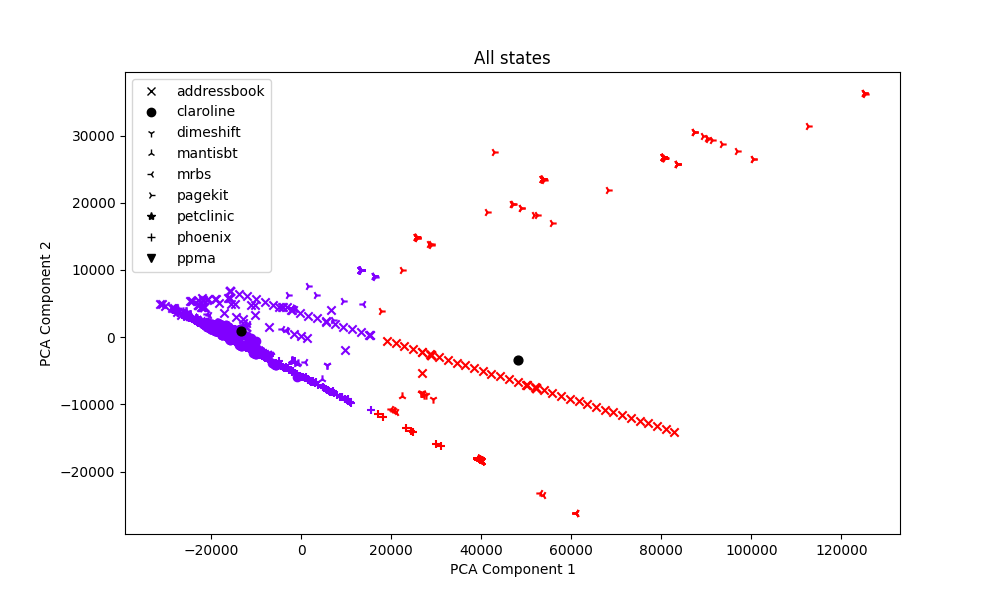 All states
addressbook
claroline
dimeshift
mantisbt
mrbs
pagekit
petclinic
phoenix
ppma
30000
20000
10000
0
−10000
−20000
PCA Component 2
−20000 0 20000 40000 60000 80000 100000 120000
PCA Component 1